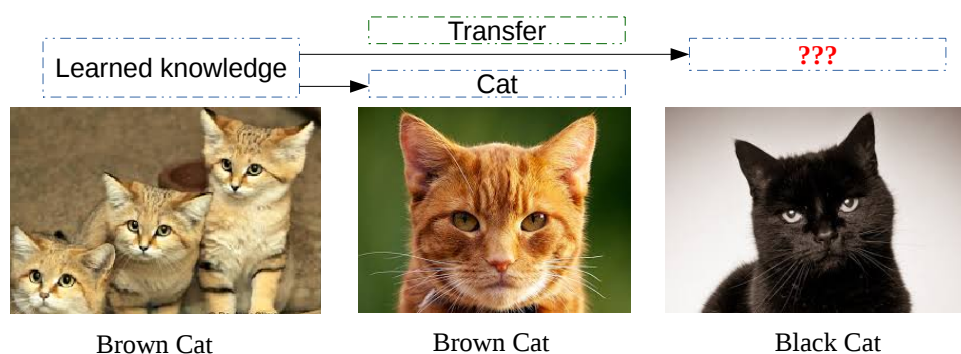 Transfer
Learned knowledge
???
Cat
Brown Cat
Brown Cat
Black Cat